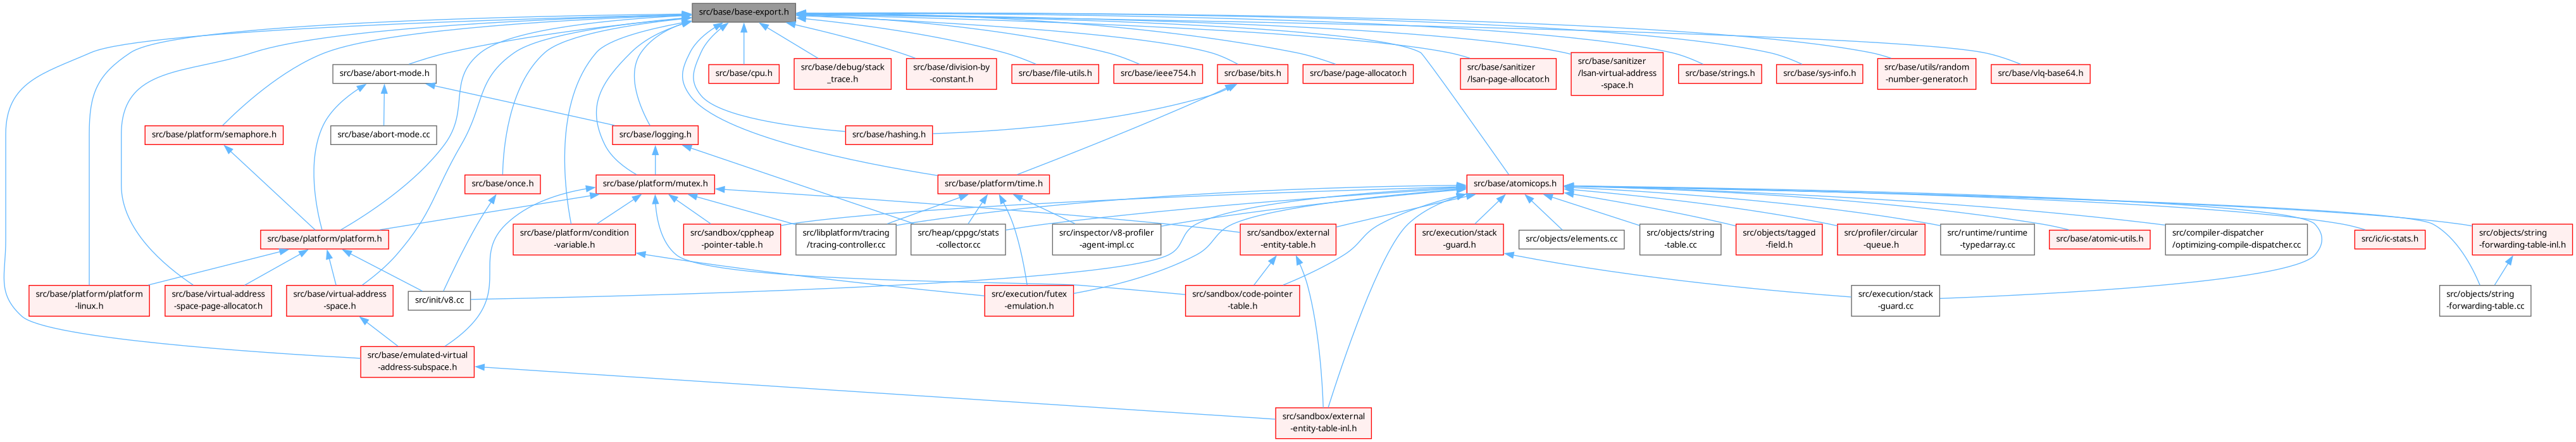 src/base/base-export.h
src/base/abort-mode.h
src/base/cpu.h
src/base/debug/stack
_trace.h
src/base/division-by
-constant.h
src/base/file-utils.h
src/base/ieee754.h
src/base/bits.h
src/base/page-allocator.h
src/base/sanitizer
/lsan-page-allocator.h
src/base/sanitizer
/lsan-virtual-address
-space.h
src/base/strings.h
src/base/sys-info.h
src/base/utils/random
-number-generator.h
src/base/vlq-base64.h
src/base/platform/semaphore.h
src/base/abort-mode.cc
src/base/logging.h
src/base/hashing.h
src/base/once.h
src/base/platform/mutex.h
src/base/platform/time.h
src/base/atomicops.h
src/base/platform/platform.h
src/base/platform/condition
-variable.h
src/sandbox/cppheap
-pointer-table.h
src/libplatform/tracing
/tracing-controller.cc
src/heap/cppgc/stats
-collector.cc
src/inspector/v8-profiler
-agent-impl.cc
src/sandbox/external
-entity-table.h
src/execution/stack
-guard.h
src/objects/elements.cc
src/objects/string
-table.cc
src/objects/tagged
-field.h
src/profiler/circular
-queue.h
src/runtime/runtime
-typedarray.cc
src/base/atomic-utils.h
src/compiler-dispatcher
/optimizing-compile-dispatcher.cc
src/ic/ic-stats.h
src/objects/string
-forwarding-table-inl.h
src/base/platform/platform
-linux.h
src/base/virtual-address
-space-page-allocator.h
src/base/virtual-address
-space.h
src/init/v8.cc
src/execution/futex
-emulation.h
src/sandbox/code-pointer
-table.h
src/execution/stack
-guard.cc
src/objects/string
-forwarding-table.cc
src/base/emulated-virtual
-address-subspace.h
src/sandbox/external
-entity-table-inl.h